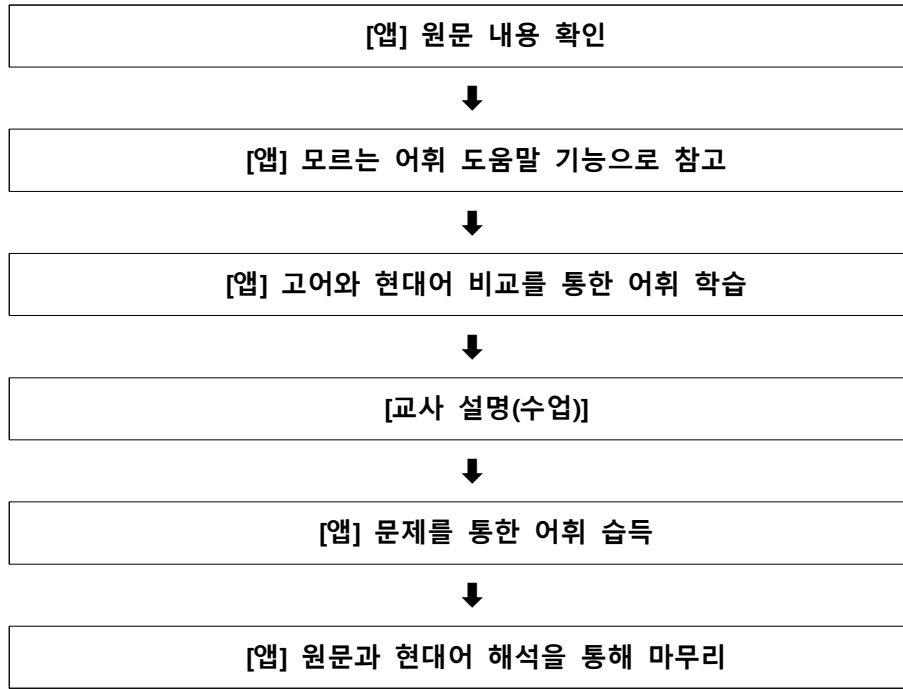 [앱] 원문 내용 확인
[앱] 모르는 어휘 도움말 기능으로 참고
[앱] 고어와 현대어 비교를 통한 어휘 학습
[교사 설명(수업)]
[앱] 문제를 통한 어휘 습득
[앱] 원문과 현대어 해석을 통해 마무리